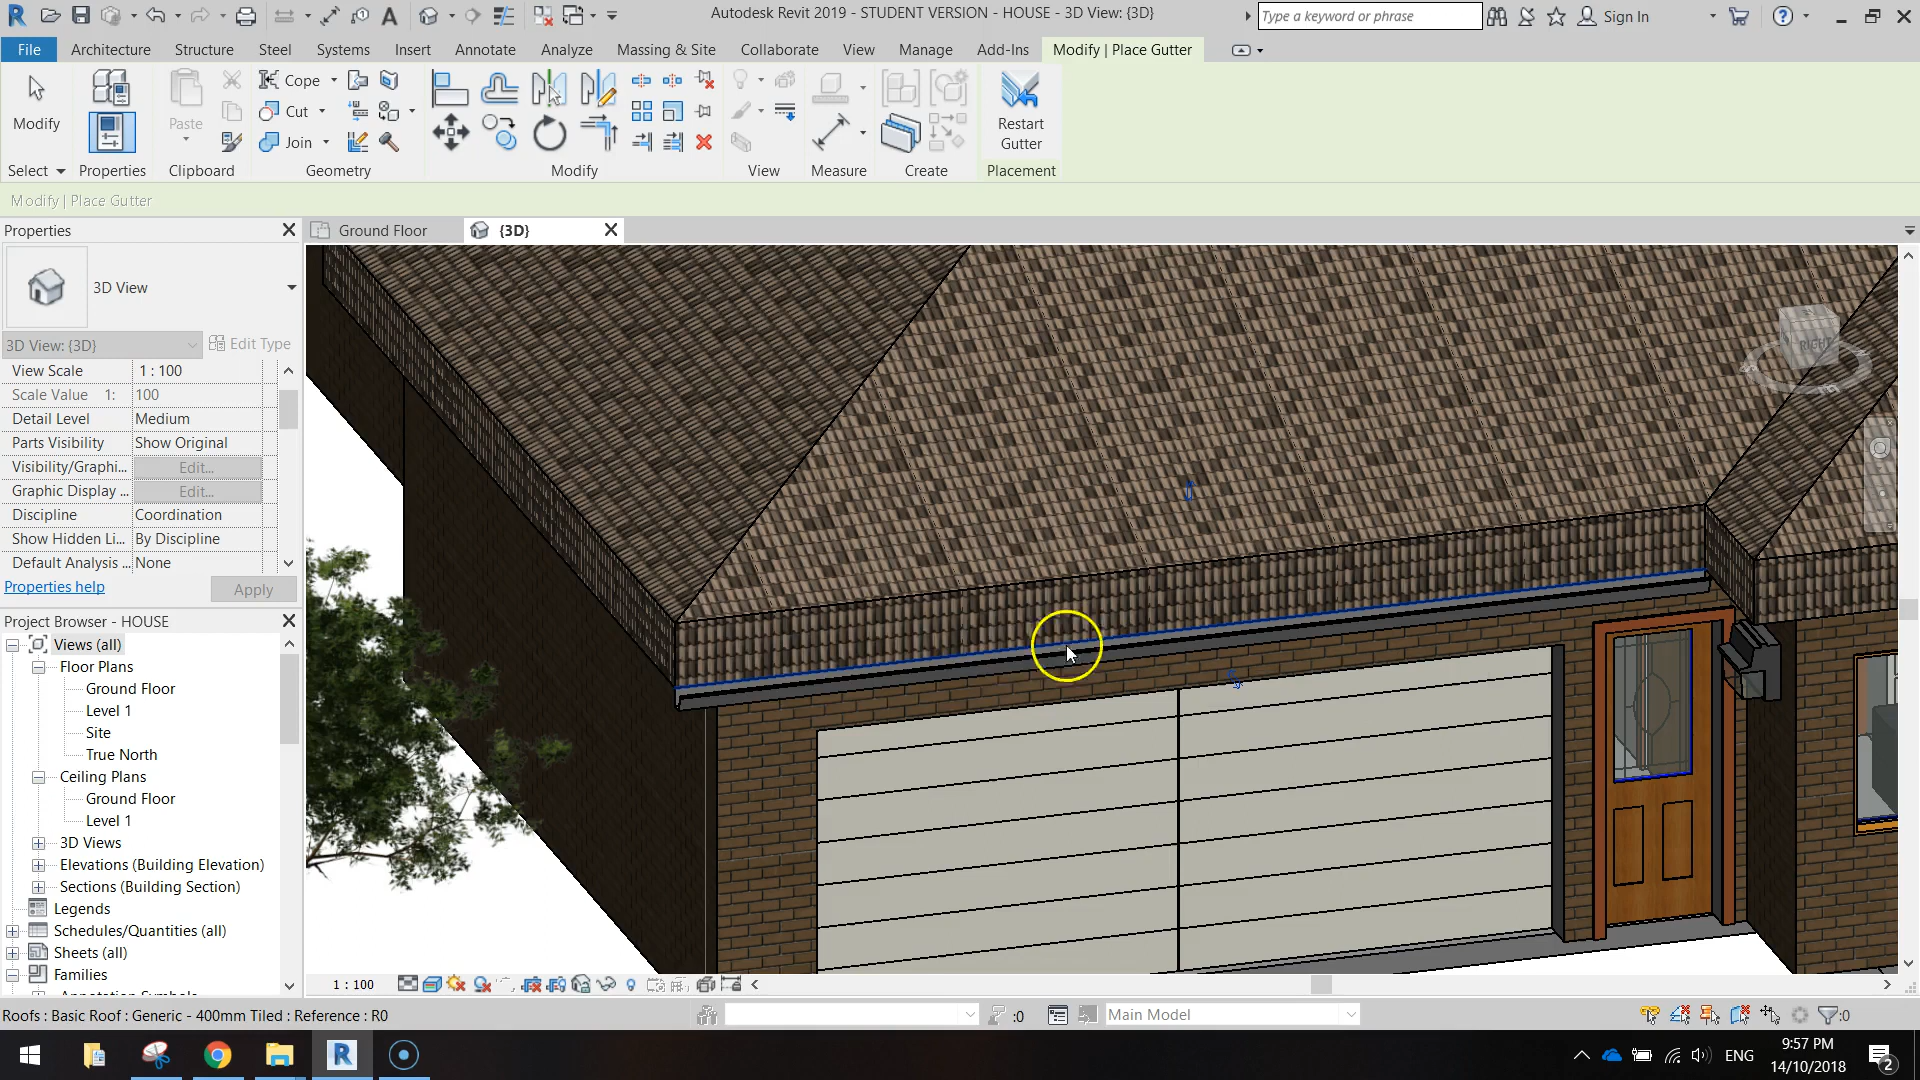 Autodesk Revit 2019 - STUDENT VERSION - HOUSE - 3D View: {3D}
Type a keyword or phrase
Sign In
File Architecture Structure Steel Systems Insert Annotate Analyze Massing & Site Collaborate View Manage Add-Ins Modify | Place Gutter
Modify
Paste
Cope
Cut
Join
Restart
Gutter
Select Properties Clipboard Geometry Modify View Measure Create Placement
Modify | Place Gutter
Properties
Ground Floor
{3D}
3D View
3D View: {3D}
Edit Type
View Scale 1 : 100
Scale Value 1: 100
Detail Level Medium
Parts Visibility Show Original
Visibility/Graphi... Edit...
Graphic Display ... Edit...
Discipline Coordination
Show Hidden Li... By Discipline
Default Analysis ... None
Properties help
Apply
RIGHT
Project Browser - HOUSE
Views (all)
Floor Plans
Ground Floor
Level 1
Site
True North
Ceiling Plans
Ground Floor
Level 1
3D Views
Elevations (Building Elevation)
Sections (Building Section)
Legends
Schedules/Quantities (all)
Sheets (all)
Families
1 : 100
Roofs : Basic Roof : Generic - 400mm Tiled : Reference : R0
:0
Main Model
:0
ENG
9:57 PM
14/10/2018
2